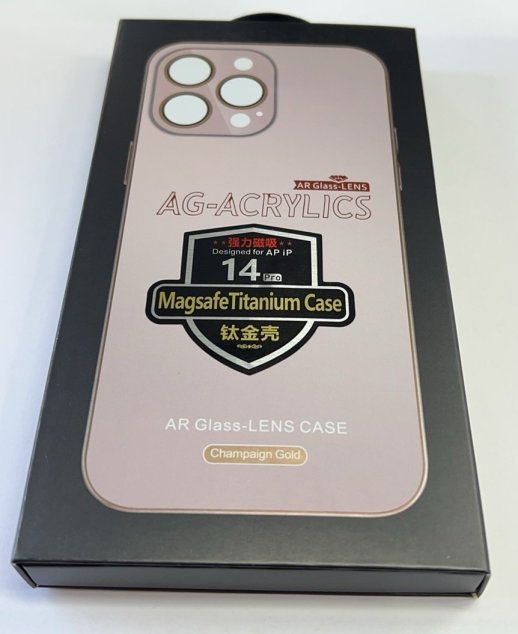 AR Glass-LENS
AG-ACRYLICS
强力磁吸
Designed for AP iP
14 Pro
MagsafeTitanium Case
钛金壳
AR Glass-LENS CASE
Champaign Gold